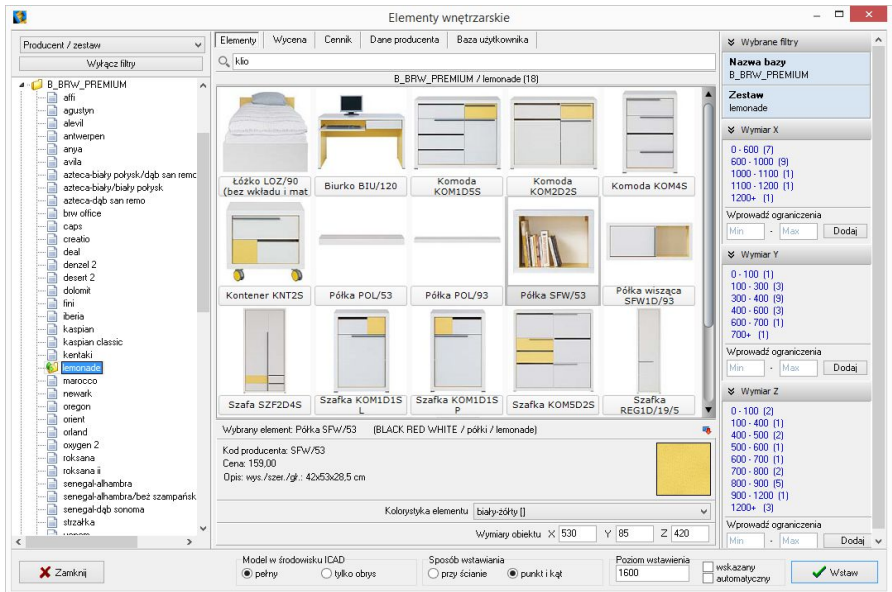 Elementy wnętrzarskie
Producent / zestaw
Wyłącz filtry
B_BRW_PREMIUM
affi
agustyn
alevil
antwerpen
anya
avila
azteca-biały połysk/dąb san remo
azteca-biały/biały połysk
azteca-dąb san remo
brw office
caps
creatio
deal
denzel 2
desert 2
dolomit
fini
iberia
kaspian
kaspian classic
kentaki
lemonade
marocco
newark
oregon
orient
orland
oxygen 2
roksana
roksana ii
senegal-alhambra
senegal-alhambra/beż szampańsk
senegal-dąb sonoma
strzałka
Elementy Wycena Cennik Dane producenta Baza użytkownika
klio
B_BRW_PREMIUM / lemonade (18)
Łóżko LOZ/90
(bez wkładu i mat
Biurko BIU/120
Komoda
KOM1D5S
Komoda
KOM2D2S
Komoda KOM4S
Kontener KNT2S
Półka POL/53
Półka POL/93
Półka SFW/53
Półka wisząca
SFW1D/93
Szafa SZF2D4S
Szafka KOM1D1S
L
Szafka KOM1D1S
P
Szafka KOM5D2S
Szafka
REG1D/19/5
Wybrany element: Półka SFW/53 (BLACK RED WHITE / półki / lemonade)
Kod producenta: SFW/53
Cena: 159,00
Opis: wys./szer./gł.: 42x53x28,5 cm
Kolorystyka elementu biały-żółty []
Wymiary obiektu X 530 Y 85 Z 420
Wybrane filtry
Nazwa bazy
B_BRW_PREMIUM
Zestaw
lemonade
Wymiar X
0 - 600 (7)
600 - 1000 (9)
1000 - 1100 (1)
1100 - 1200 (1)
1200+ (1)
Wprowadź ograniczenia
Min - Max Dodaj
Wymiar Y
0 - 100 (1)
100 - 300 (3)
300 - 400 (9)
400 - 600 (3)
600 - 700 (1)
700+ (1)
Wprowadź ograniczenia
Min - Max Dodaj
Wymiar Z
0 - 100 (2)
100 - 400 (1)
400 - 500 (2)
500 - 600 (1)
600 - 700 (1)
700 - 800 (2)
800 - 900 (5)
900 - 1200 (1)
1200+ (3)
Wprowadź ograniczenia
Min - Max Dodaj
Zamknij
Model w środowisku ICAD
pełny tylko obrys
Sposób wstawiania
przy ścianie punkt i kąt
Poziom wstawienia
1600
wskazany
automatyczny
Wstaw